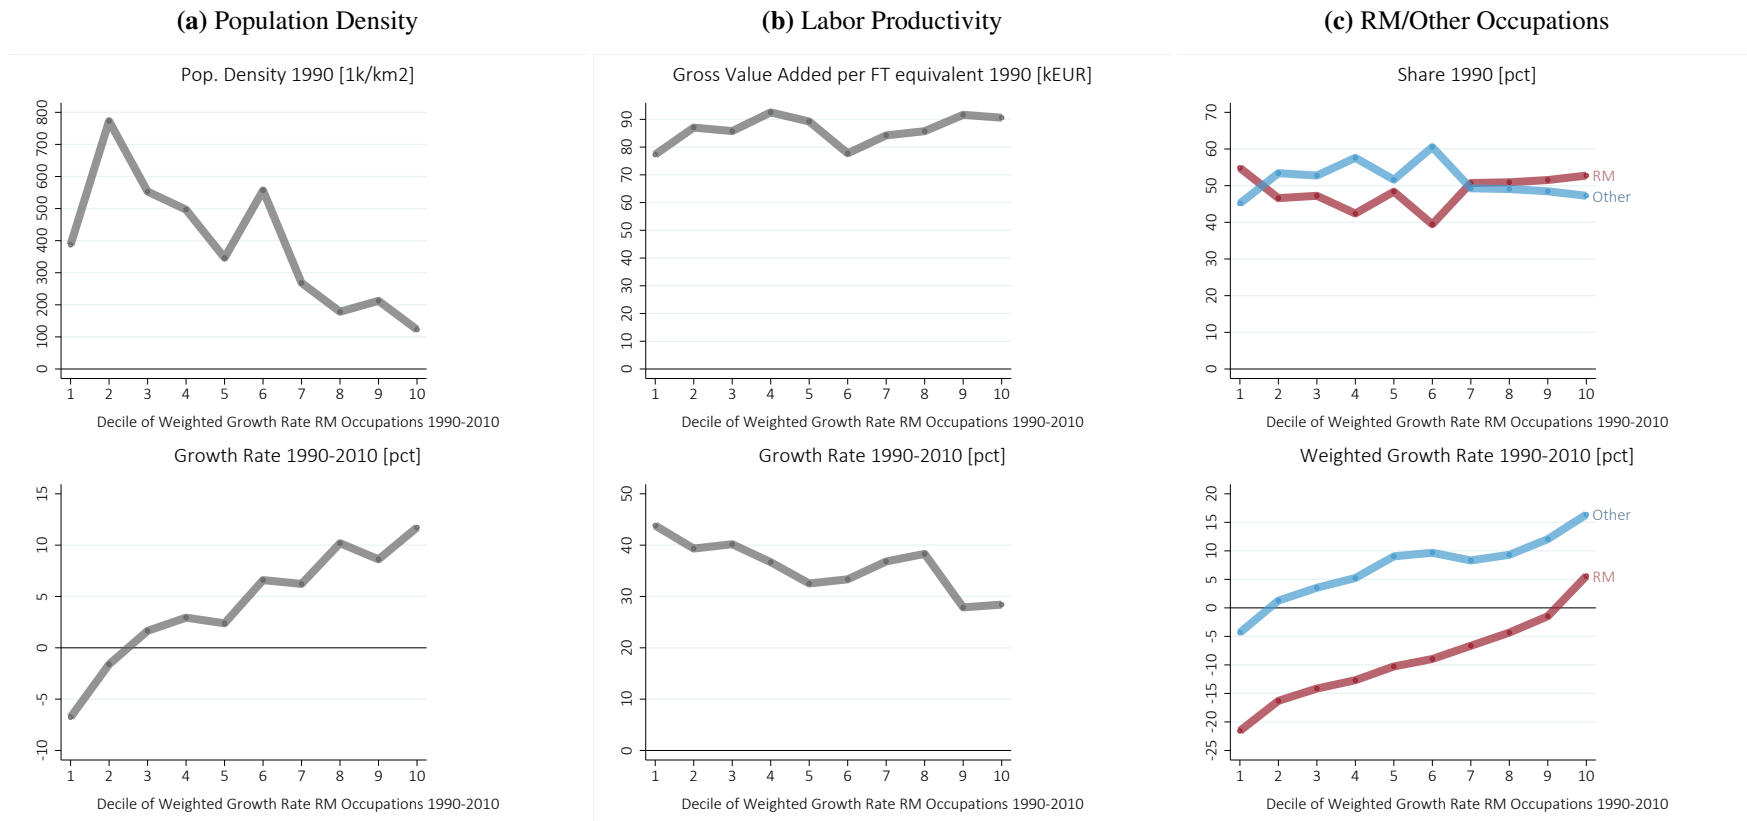 (a) Population Density
(b) Labor Productivity
(c) RM/Other Occupations
Pop. Density 1990 [1k/km2]
800
700
600
500
400
300
200
100
0
1 2 3 4 5 6 7 8 9 10
Decile of Weighted Growth Rate RM Occupations 1990-2010
Gross Value Added per FT equivalent 1990 [kEUR]
90
80
70
60
50
40
30
20
10
0
1 2 3 4 5 6 7 8 9 10
Decile of Weighted Growth Rate RM Occupations 1990-2010
Share 1990 [pct]
70
60
50
40
30
20
10
0
RM
Other
1 2 3 4 5 6 7 8 9 10
Decile of Weighted Growth Rate RM Occupations 1990-2010
Growth Rate 1990-2010 [pct]
15
10
5
0
-5
-10
1 2 3 4 5 6 7 8 9 10
Decile of Weighted Growth Rate RM Occupations 1990-2010
Growth Rate 1990-2010 [pct]
50
40
30
20
10
0
1 2 3 4 5 6 7 8 9 10
Decile of Weighted Growth Rate RM Occupations 1990-2010
Weighted Growth Rate 1990-2010 [pct]
20
15
10
5
0
-5
-10
-15
-20
-25
Other
RM
1 2 3 4 5 6 7 8 9 10
Decile of Weighted Growth Rate RM Occupations 1990-2010